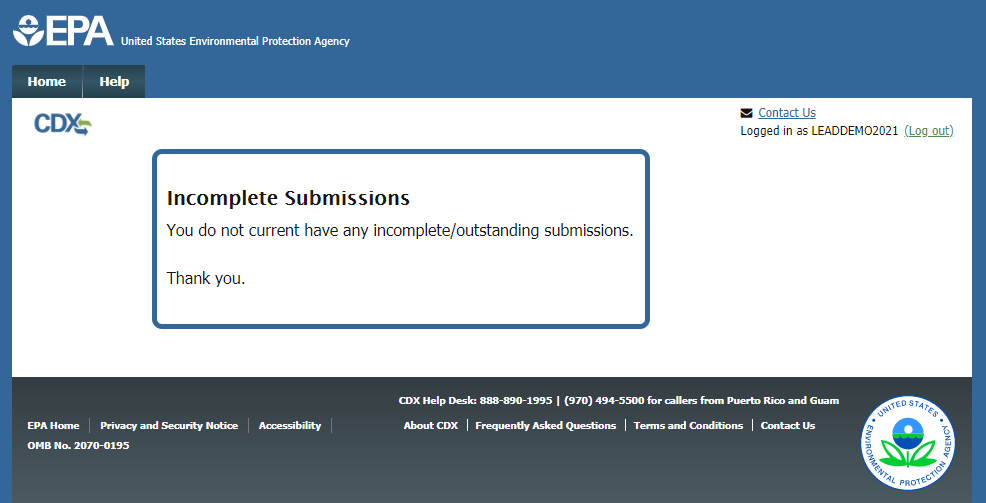 EPA United States Environmental Protection Agency
Home Help
CDX
Contact Us
Logged in as LEADDEMO2021 (Log out)
Incomplete Submissions
You do not current have any incomplete/outstanding submissions.
Thank you.
CDX Help Desk: 888-890-1995 | (970) 494-5500 for callers from Puerto Rico and Guam
EPA Home Privacy and Security Notice Accessibility About CDX Frequently Asked Questions Terms and Conditions Contact Us
OMB No. 2070-0195
UNITED STATES
ENVIRONMENTAL PROTECTION AGENCY